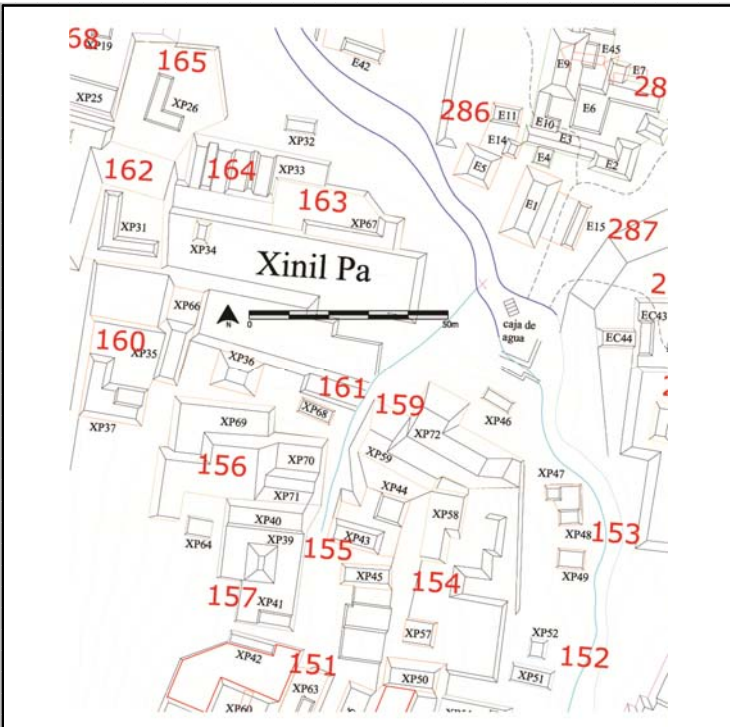 68
XP19
165
E42
E45
E9
E7
28
XP25
XP26
E6
286
E11
XP32
E10
E14
E3
E4
E2
E5
162
164
XP33
163
E1
XP31
XP67
E15
287
XP34
Xinil Pa
2
XP66
N
0
50m
caja de
agua
EC43
EC44
160
XP35
XP36
161
XP68
159
XP46
XP37
XP69
XP72
XP59
156
XP70
XP47
XP71
XP44
XP58
XP40
XP48
153
XP64
XP39
155
XP43
XP49
XP45
154
157
XP41
XP57
XP52
152
XP42
151
XP50
XP51
XP63
XP60